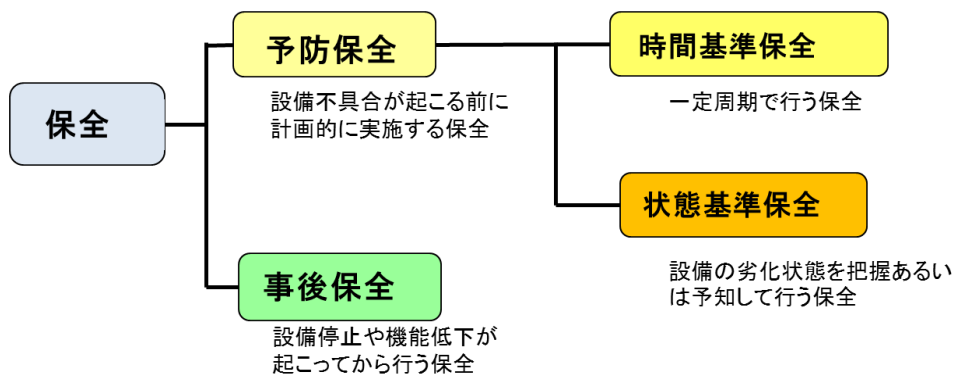 保全
予防保全
設備不具合が起こる前に
計画的に実施する保全
時間基準保全
一定周期で行う保全
状態基準保全
設備の劣化状態を把握あるい
は予知して行う保全
事後保全
設備停止や機能低下が
起こってから行う保全